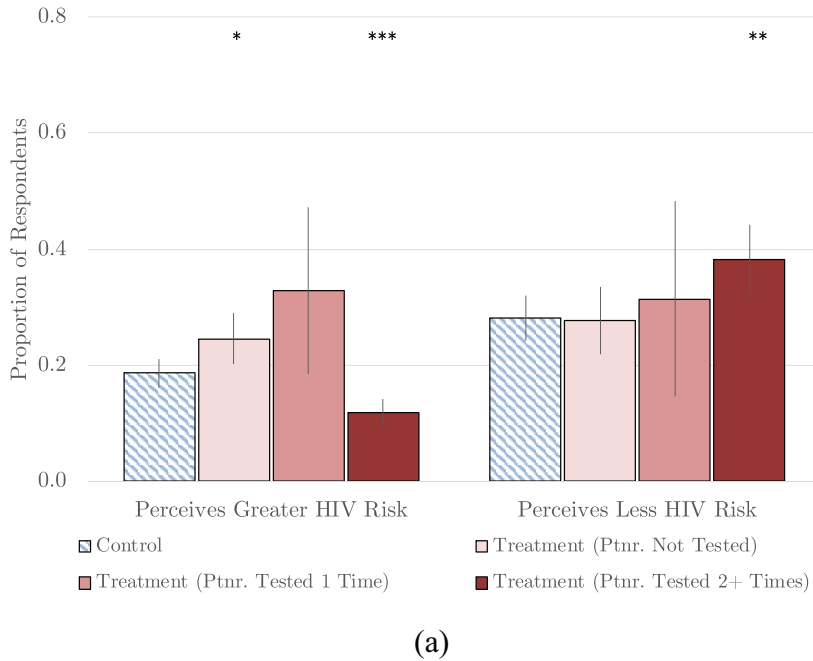 Proportion of Respondents
0.8
0.6
0.4
0.2
0.0
* *** **
Perceives Greater HIV Risk Perceives Less HIV Risk
Control Treatment (Ptnr. Not Tested)
Treatment (Ptnr. Tested 1 Time) Treatment (Ptnr. Tested 2+ Times)
(a)